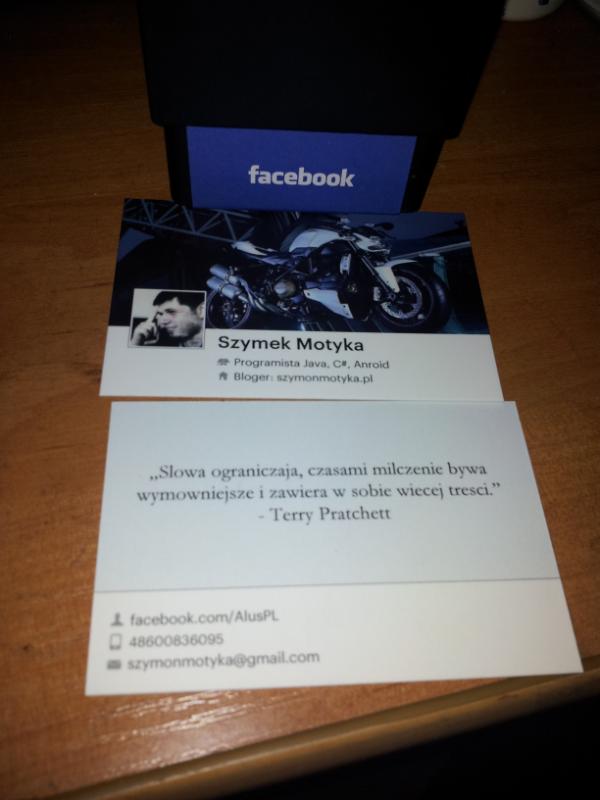 facebook
Szymek Motyka
Programista Java, C#, Anroid
Bloger: szymonmotyka.pl
„Slowa ograniczaja, czasami milczenie bywa
wymowniejsze i zawiera w sobie wiecej tresci.”
- Terry Pratchett
facebook.com/AlusPL
48600836095
szymonmotyka@gmail.com